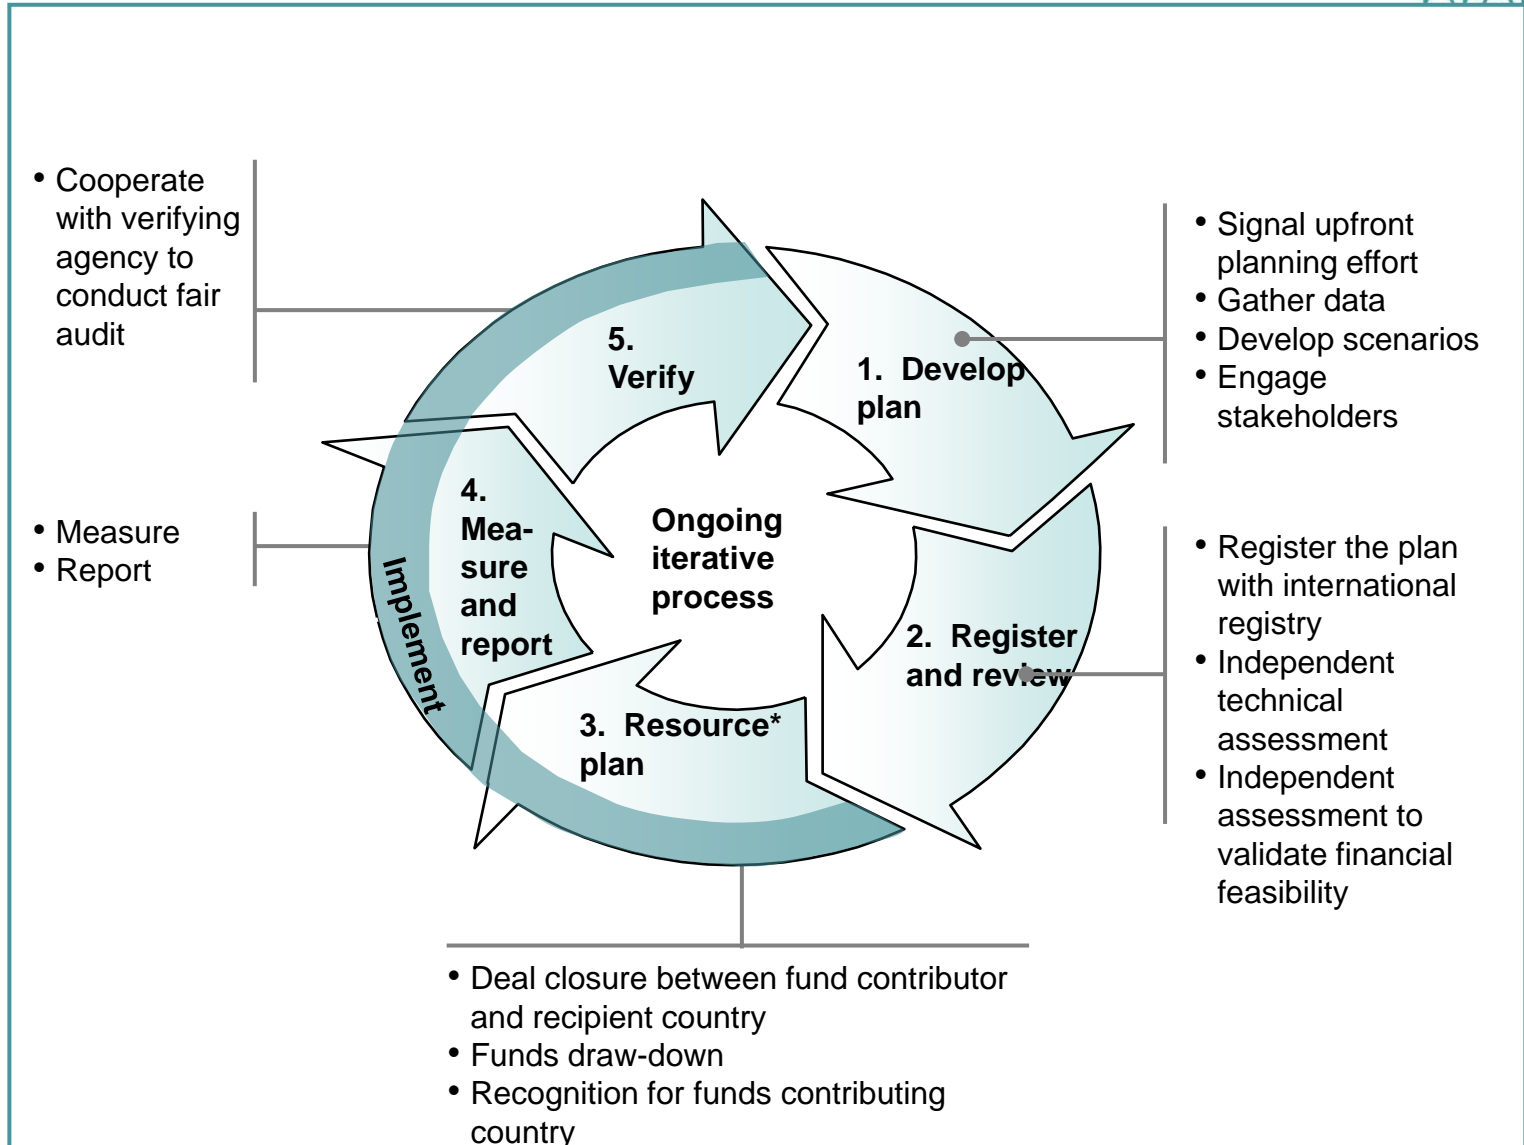 • Cooperate
with verifying
agency to
conduct fair
audit
• Measure
• Report
5.
Verify
1. Develop
plan
4.
Mea-
sure
and
report
Implement
Ongoing
iterative
process
2. Register
and review
3. Resource*
plan
• Signal upfront
planning effort
• Gather data
• Develop scenarios
• Engage
stakeholders
• Register the plan
with international
registry
• Independent
technical
assessment
• Independent
assessment to
validate financial
feasibility
• Deal closure between fund contributor
and recipient country
• Funds draw-down
• Recognition for funds contributing
country